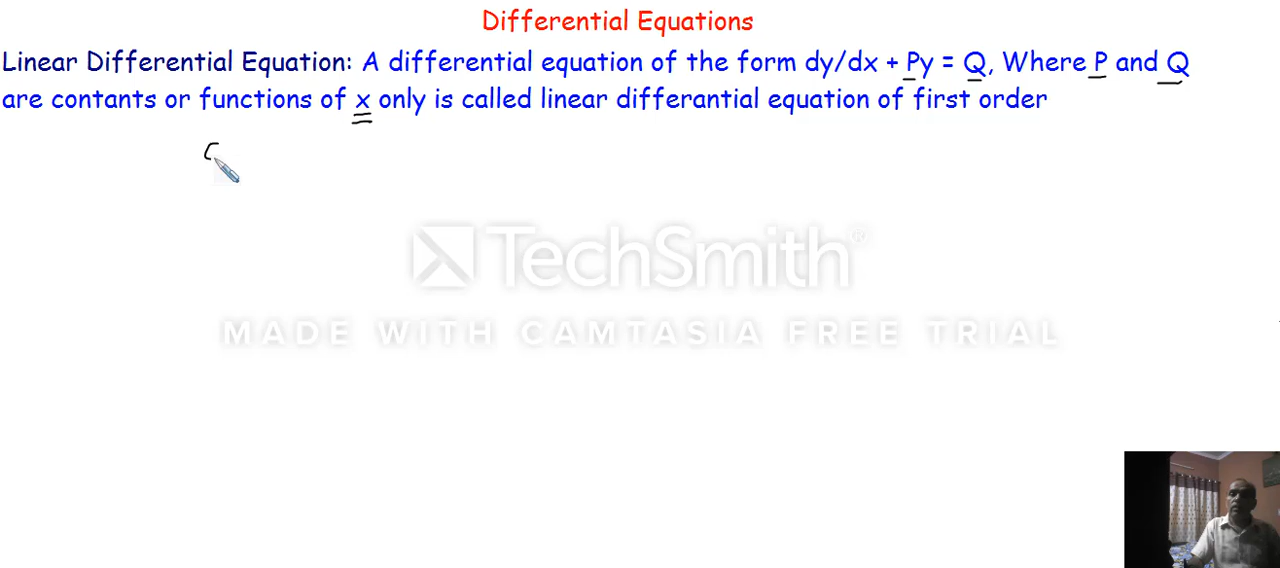 Differential Equations
Linear Differential Equation: A differential equation of the form dy/dx + Py = Q, Where P and Q
are contants or functions of x only is called linear differantial equation of first order
TechSmith®
MADE WITH CAMTASIA FREE TRIAL